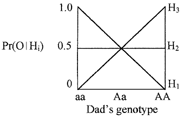 1.0 H₃
Pr(O|Hᵢ) 0.5 H₂
0 H₁
aa Aa AA
Dad's genotype